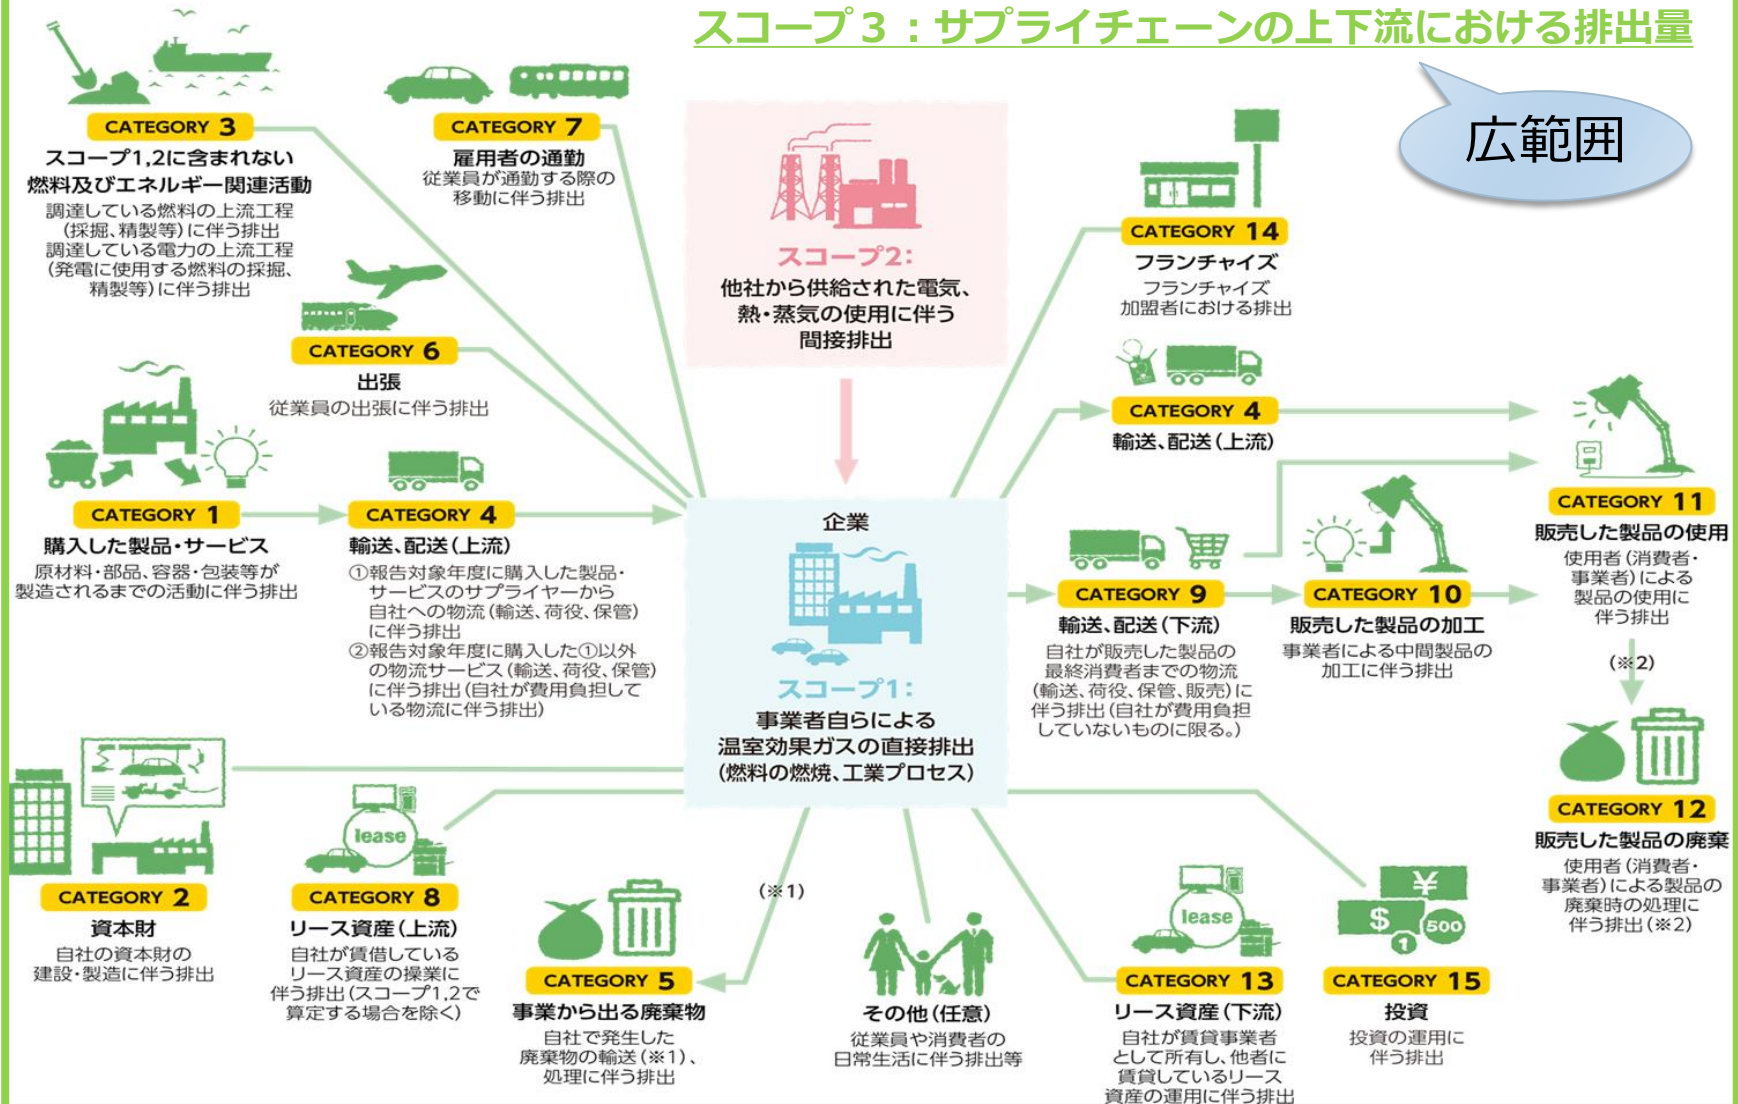 スコープ３：サプライチェーンの上下流における排出量
広範囲
CATEGORY 3
スコープ1,2に含まれない
燃料及びエネルギー関連活動
調達している燃料の上流工程
(採掘、精製等)に伴う排出
調達している電力の上流工程
(発電に使用する燃料の採掘、
精製等)に伴う排出
CATEGORY 7
雇用者の通勤
従業員が通勤する際の
移動に伴う排出
スコープ2:
他社から供給された電気、
熱・蒸気の使用に伴う
間接排出
CATEGORY 14
フランチャイズ
フランチャイズ
加盟者における排出
CATEGORY 6
出張
従業員の出張に伴う排出
CATEGORY 4
輸送、配送(上流)
CATEGORY 1
購入した製品・サービス
原材料・部品、容器・包装等が
製造されるまでの活動に伴う排出
CATEGORY 4
輸送、配送(上流)
①報告対象年度に購入した製品・
サービスのサプライヤーから
自社への物流(輸送、荷役、保管)
に伴う排出
②報告対象年度に購入した①以外
の物流サービス(輸送、荷役、保管)
に伴う排出(自社が費用負担して
いる物流に伴う排出)
企業
スコープ1:
事業者自らによる
温室効果ガスの直接排出
(燃料の燃焼、工業プロセス)
CATEGORY 9
輸送、配送(下流)
自社が販売した製品の
最終消費者までの物流
(輸送、荷役、保管、販売)に
伴う排出(自社が費用負担
していないものに限る。)
CATEGORY 10
販売した製品の加工
事業者による中間製品の
加工に伴う排出
CATEGORY 11
販売した製品の使用
使用者(消費者・
事業者)による
製品の使用に
伴う排出
(※2)
CATEGORY 12
販売した製品の廃棄
使用者(消費者・
事業者)による製品の
廃棄時の処理に
伴う排出(※2)
CATEGORY 2
資本財
自社の資本財の
建設・製造に伴う排出
lease
CATEGORY 8
リース資産(上流)
自社が賃借している
リース資産の操業に
伴う排出(スコープ1,2で
算定する場合を除く)
(※1)
CATEGORY 5
事業から出る廃棄物
自社で発生した
廃棄物の輸送(※1)、
処理に伴う排出
その他(任意)
従業員や消費者の
日常生活に伴う排出等
lease
CATEGORY 13
リース資産(下流)
自社が賃貸事業者
として所有し、他者に
賃貸しているリース
資産の運用に伴う排出
¥
$
500
1
CATEGORY 15
投資
投資の運用に
伴う排出